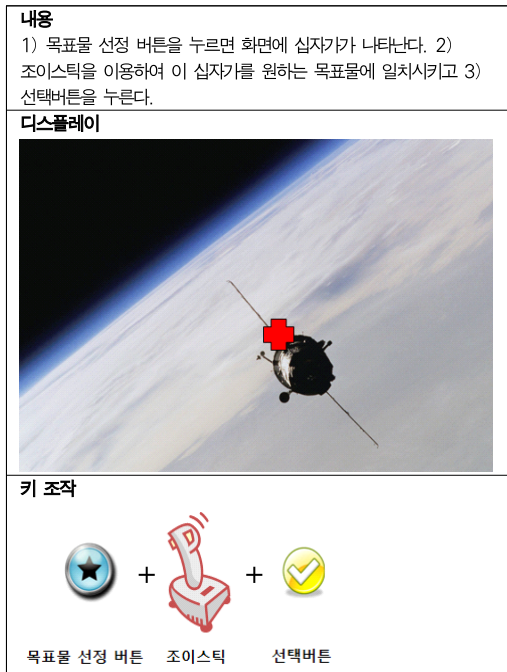 내용
1) 목표물 선정 버튼을 누르면 화면에 십자가가 나타난다. 2)
조이스틱을 이용하여 이 십자가를 원하는 목표물에 일치시키고 3)
선택버튼을 누른다.
디스플레이
키 조작
+ +
목표물 선정 버튼 조이스틱 선택버튼